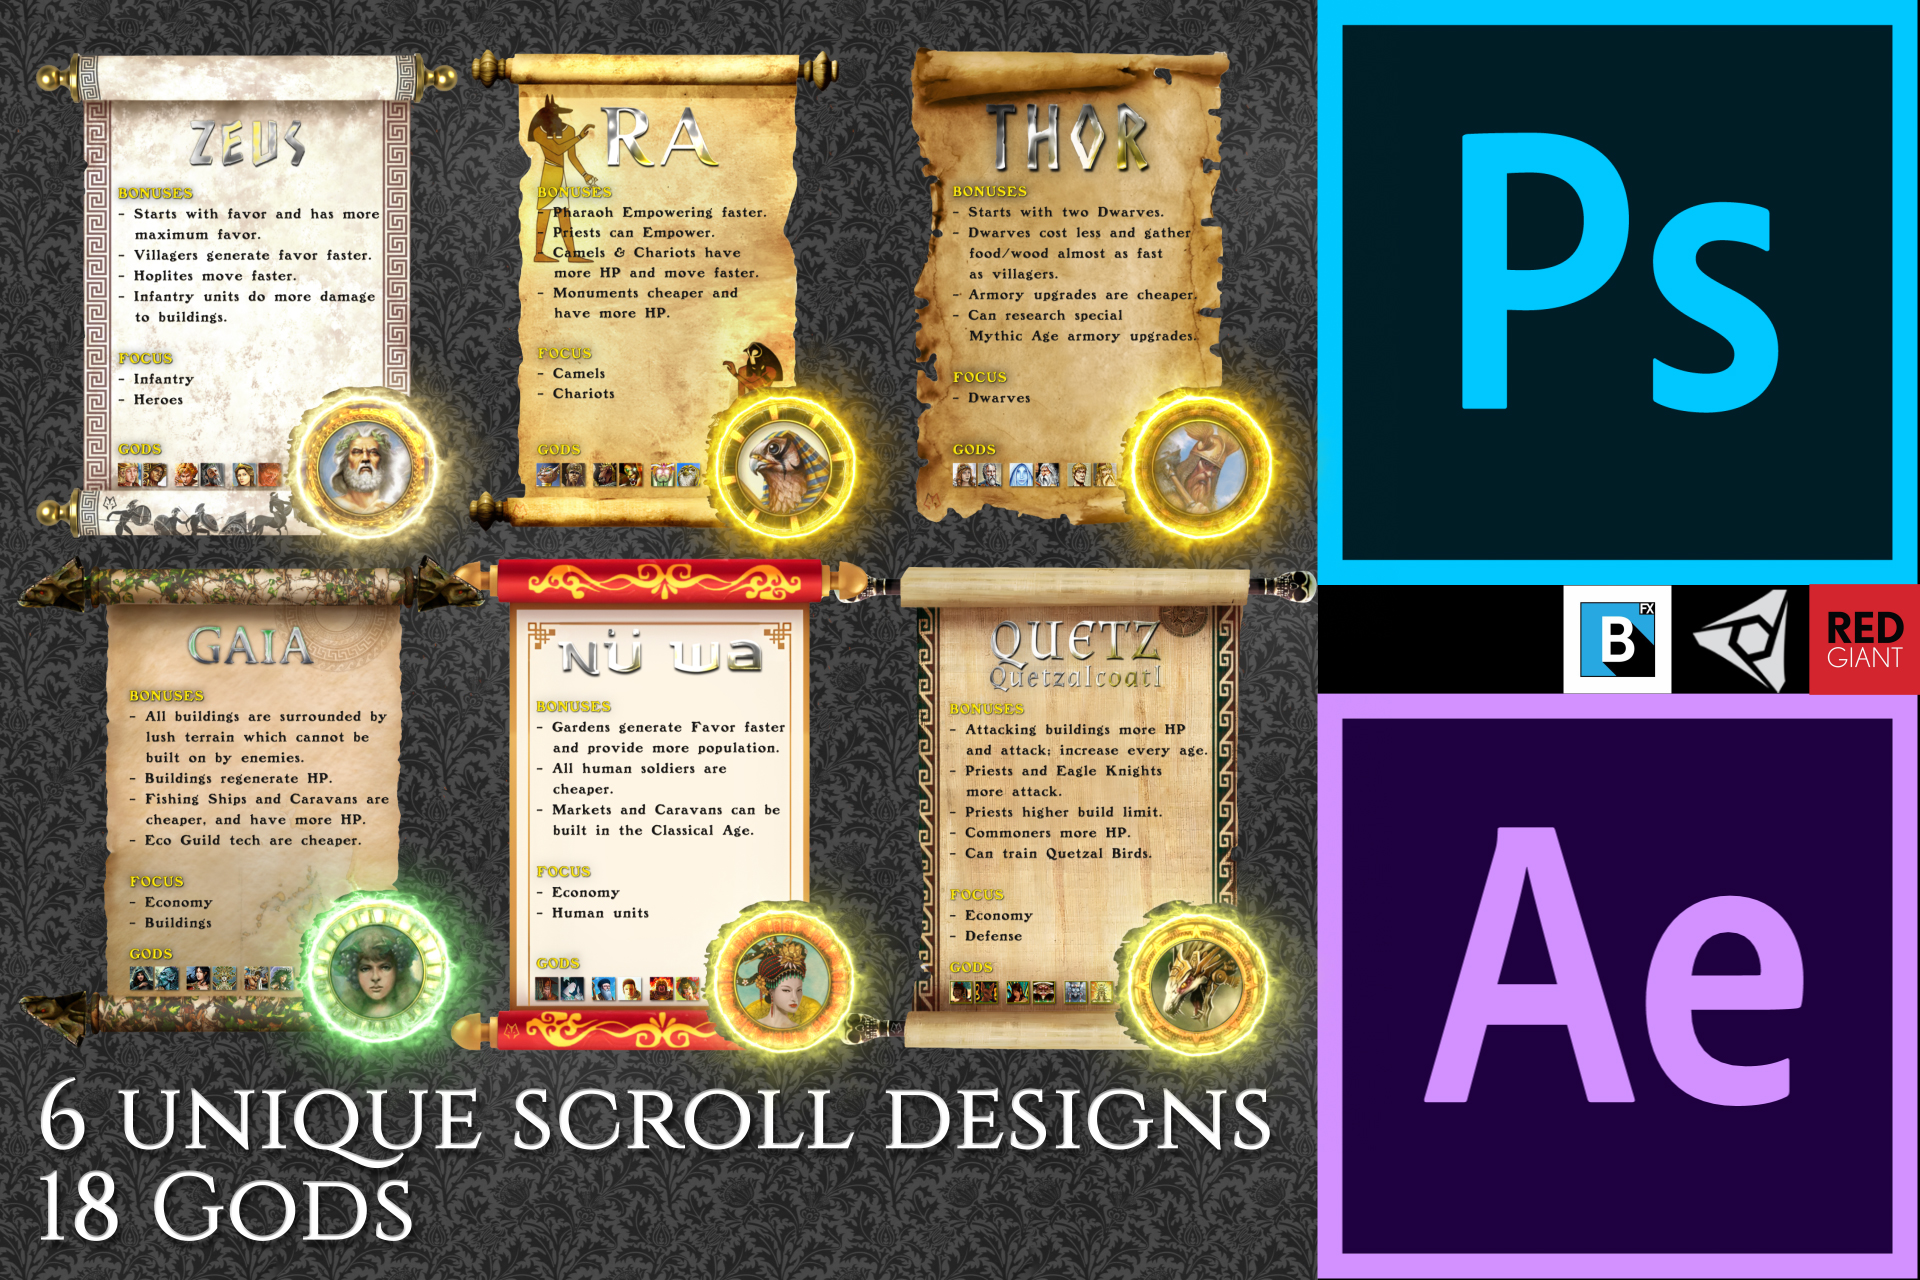 ZEUS
BONUSES
- Starts with favor and has more
maximum favor.
- Villagers generate favor faster.
- Hoplites move faster.
- Infantry units do more damage
to buildings.
FOCUS
- Infantry
- Heroes
GODS
RA
BONUSES
- Pharaoh Empowering faster.
- Priests can Empower.
- Camels & Chariots have
more HP and move faster.
- Monuments cheaper and
have more HP.
FOCUS
- Camels
- Chariots
GODS
THOR
BONUSES
- Starts with two Dwarves.
- Dwarves cost less and gather
food/wood almost as fast
as villagers.
- Armory upgrades are cheaper.
- Can research special
Mythic Age armory upgrades.
FOCUS
- Dwarves
GODS
GAIA
BONUSES
- All buildings are surrounded by
lush terrain which cannot be
built on by enemies.
- Buildings regenerate HP.
- Fishing Ships and Caravans are
cheaper, and have more HP.
- Eco Guild tech are cheaper.
FOCUS
- Economy
- Buildings
GODS
NÜ WA
BONUSES
- Gardens generate Favor faster
and provide more population.
- All human soldiers are
cheaper.
- Markets and Caravans can be
built in the Classical Age.
FOCUS
- Economy
- Human units
GODS
QUETZ
Quetzalcoatl
BONUSES
- Attacking buildings more HP
and attack; increase every age.
- Priests and Eagle Knights
more attack.
- Priests higher build limit.
- Commoners more HP.
- Can train Quetzal Birds.
FOCUS
- Economy
- Defense
GODS
6 UNIQUE SCROLL DESIGNS
18 GODS
Ps
B FX
RED
GIANT
Ae